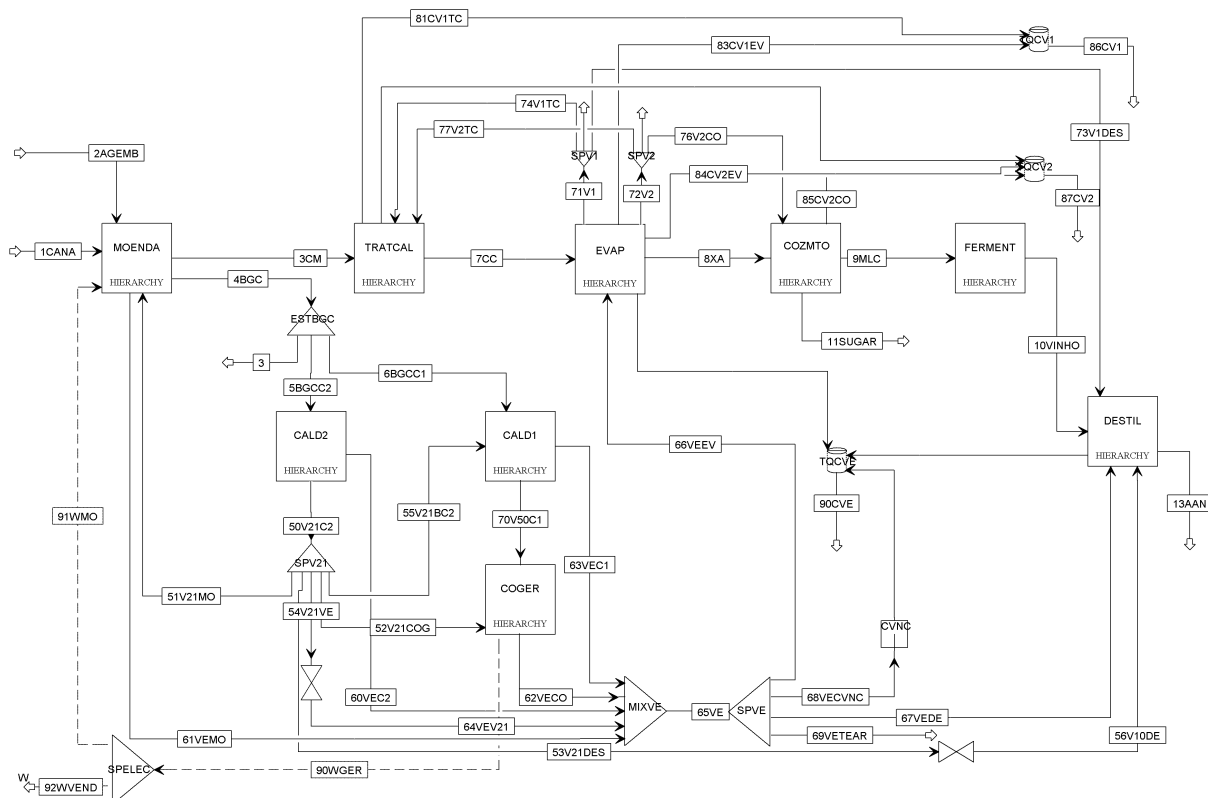 81CV1TC
83CV1EV
TQCV1
86CV1
74V1TC
77V2TC
76V2CO
73V1DES
2AGEMB
SPV1
SPV2
71V1
72V2
84CV2EV
TQCV2
85CV2CO
87CV2
1CANA
MOENDA
HIERARCHY
3CM
TRATCAL
HIERARCHY
7CC
EVAP
HIERARCHY
8XA
COZMTO
HIERARCHY
9MLC
FERMENT
HIERARCHY
4BGC
ESTBGC
11SUGAR
10VINHO
3
6BGCC1
5BGCC2
CALD2
HIERARCHY
CALD1
HIERARCHY
66VEEV
DESTIL
HIERARCHY
TQCVE
55V21BC2
90CVE
13AAN
91WMO
50V21C2
70V50C1
SPV21
63VEC1
51V21MO
54V21VE
52V21COG
COGER
HIERARCHY
CVNC
60VEC2
62VECO
MIXVE
65VE
SPVE
68VECVNC
67VEDE
64VEV21
61VEMO
69VETEAR
56V10DE
53V21DES
SPELEC
90WGER
W
92WVEND